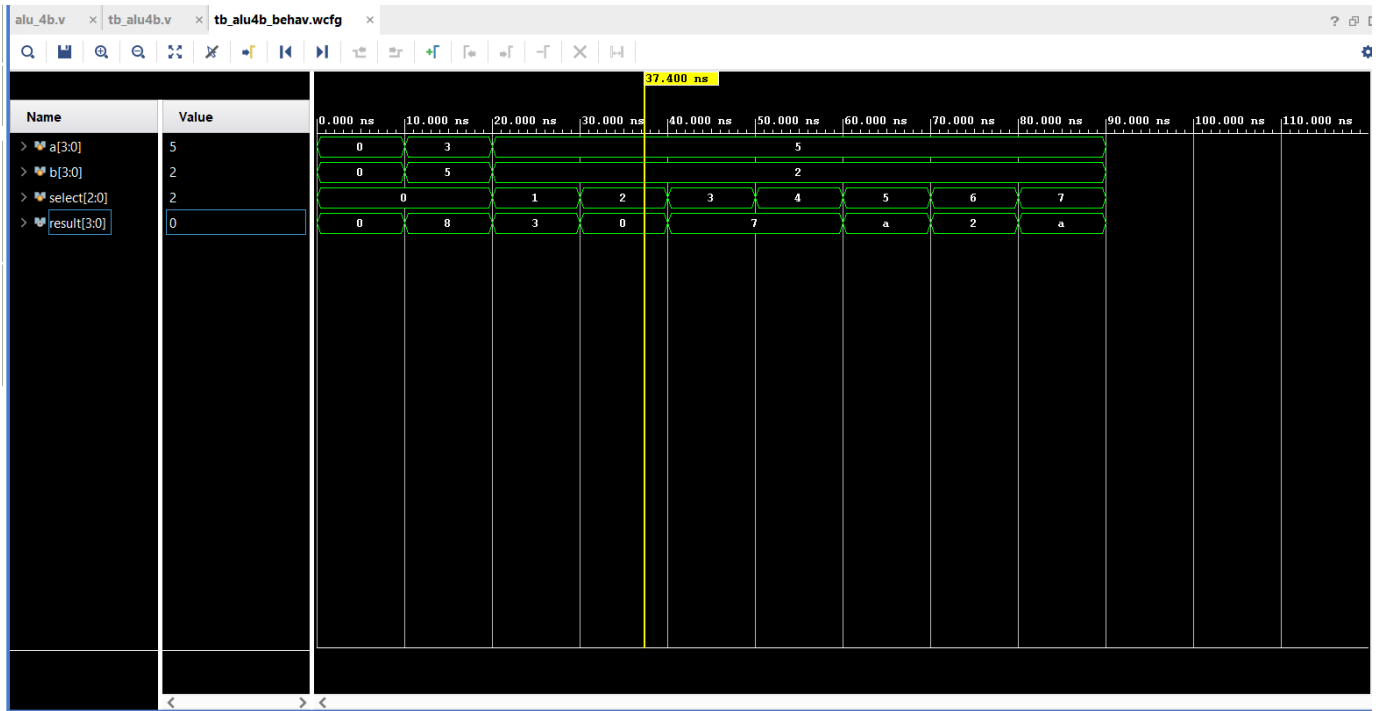 alu_4b.v × tb_alu4b.v × tb_alu4b_behav.wcfg ×
?
37.400 ns
Name Value
0.000 ns 10.000 ns 20.000 ns 30.000 ns 40.000 ns 50.000 ns 60.000 ns 70.000 ns 80.000 ns 90.000 ns 100.000 ns 110.000 ns
> a[3:0] 5 0 3 5
> b[3:0] 2 0 5 2
> select[2:0] 2 0 1 2 3 4 5 6 7
> result[3:0] 0 0 8 3 0 7 a 2 a